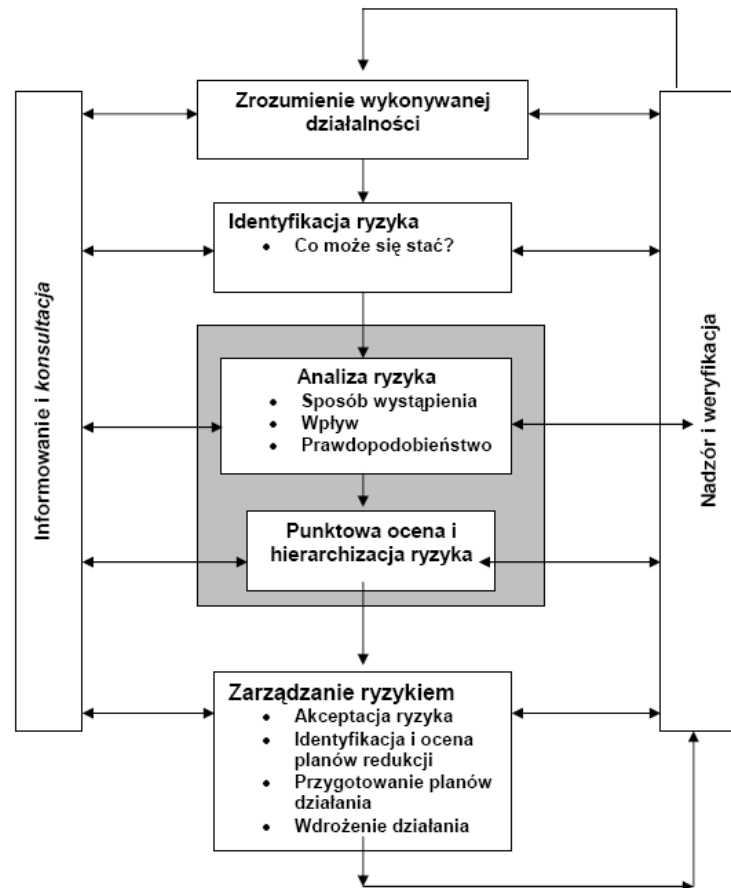 Zrozumienie wykonywanej
działalności
Informowanie i konsultacja
Nadzór i weryfikacja
Identyfikacja ryzyka
• Co może się stać?
Analiza ryzyka
• Sposób wystąpienia
• Wpływ
• Prawdopodobieństwo
Punktowa ocena i
hierarchizacja ryzyka
Zarządzanie ryzykiem
• Akceptacja ryzyka
• Identyfikacja i ocena
planów redukcji
• Przygotowanie planów
działania
• Wdrożenie działania